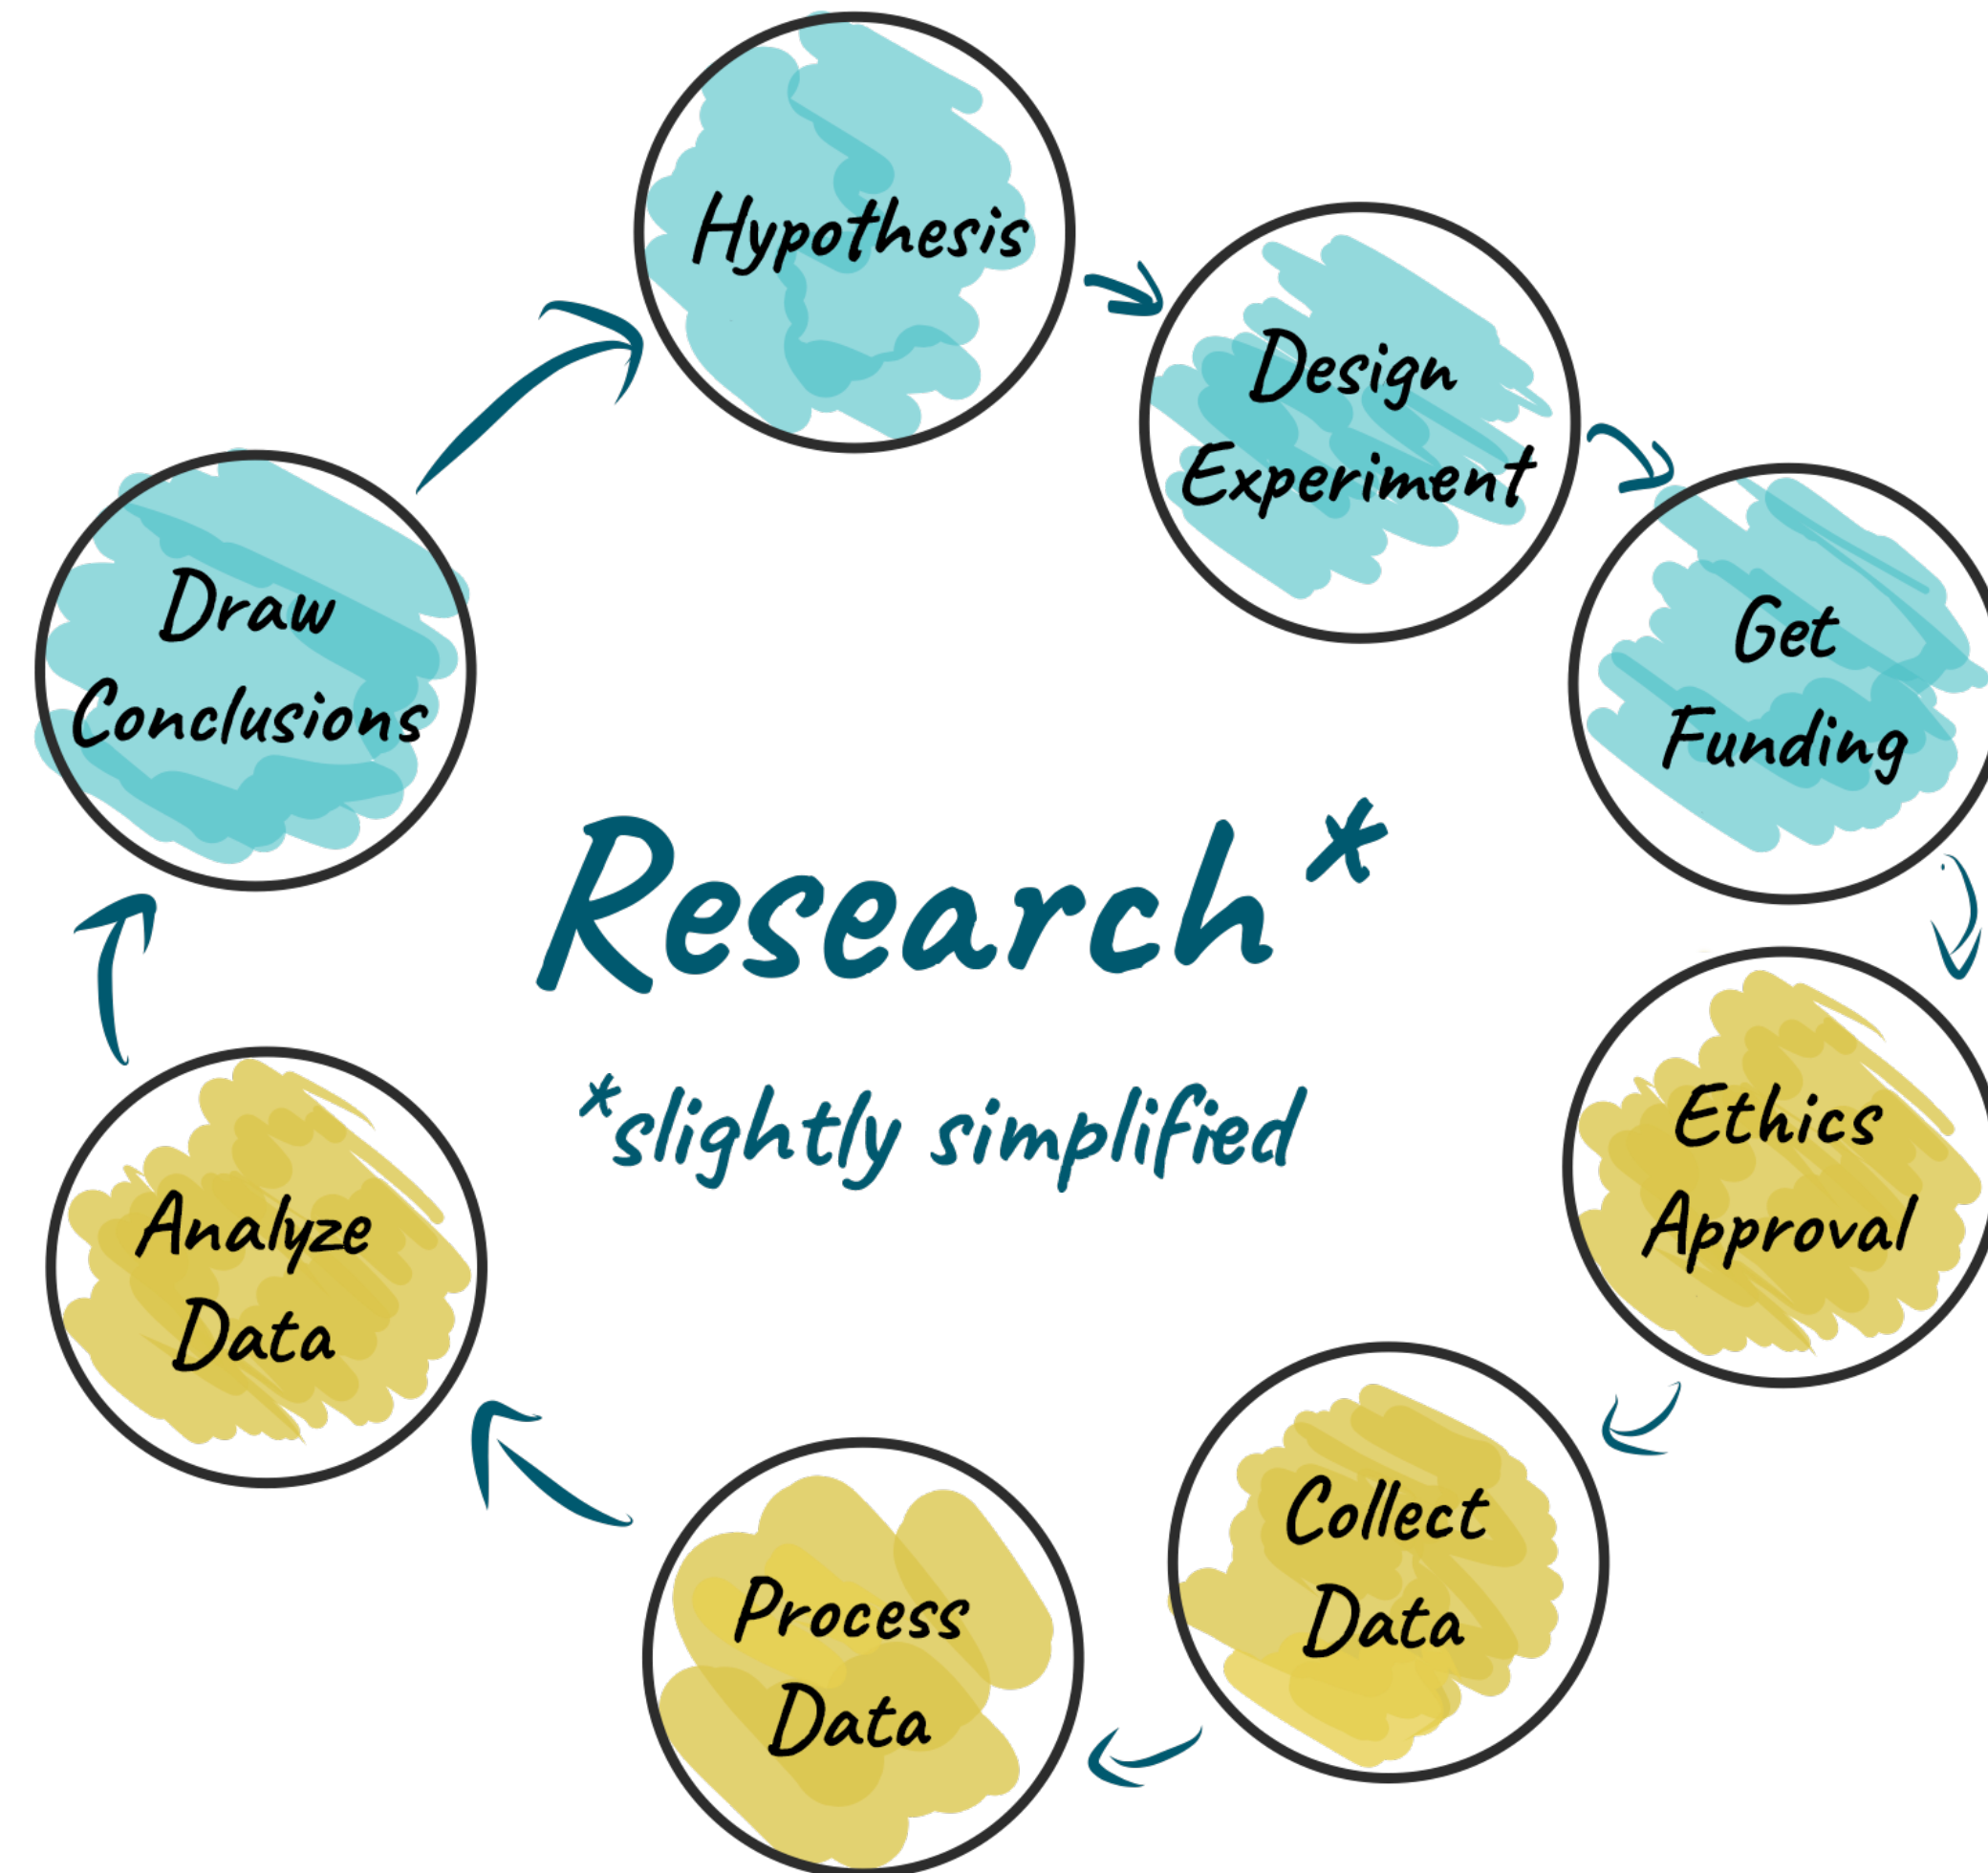 Hypothesis
Design
Experiment
Get
Funding
Ethics
Approval
Collect
Data
Process
Data
Analyze
Data
Draw
Conclusions
Research*
*slightly simplified